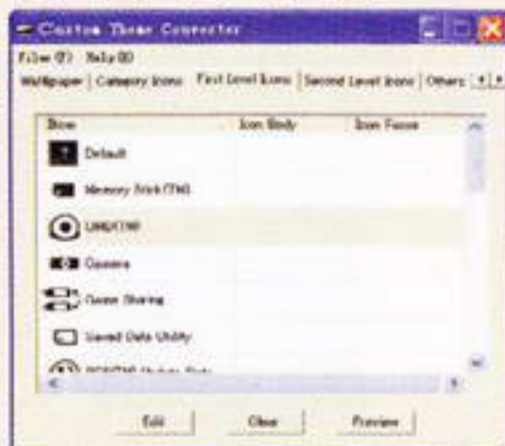 Custom Theme Converter
File(F) Help(H)
Wallpaper Category Icons First Level Icons Second Level Icons Others
Icon Body Icon Focus
Default
Memory Stick(TM)
UMD(TM)
Camera
Game Sharing
Saved Data Utility
Edit Clear Preview